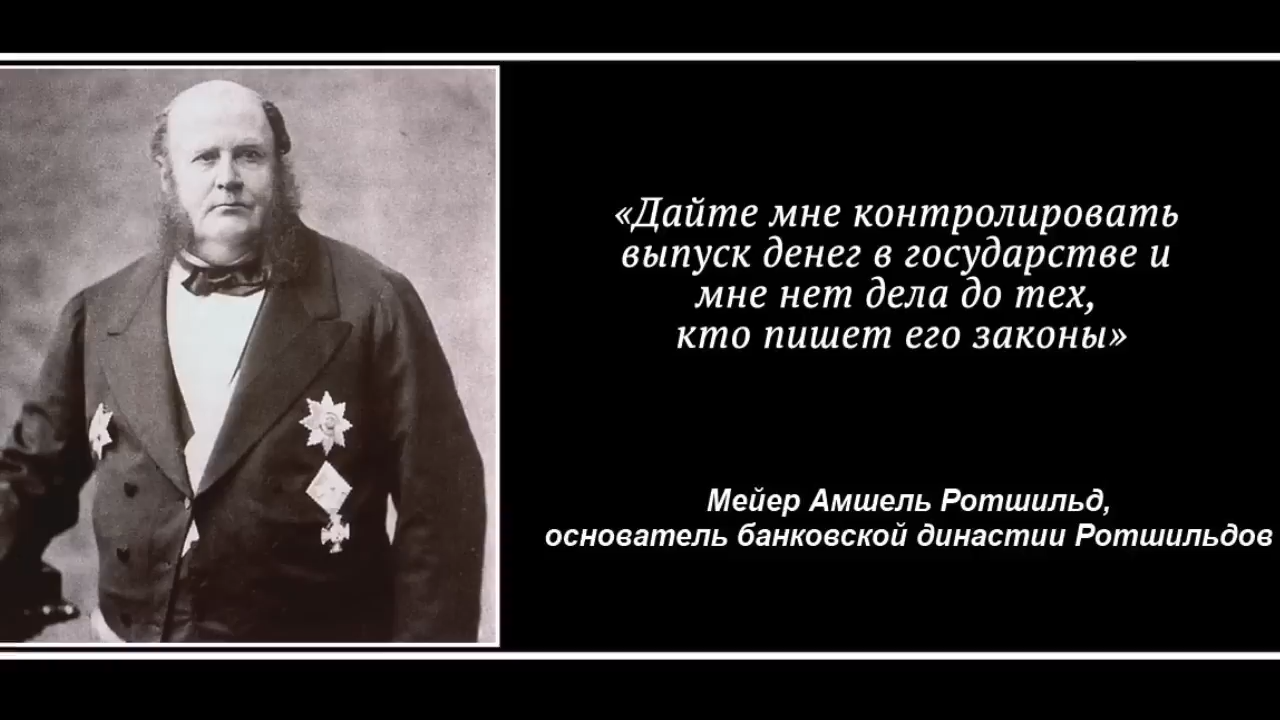 «Дайте мне контролировать
выпуск денег в государстве и
мне нет дела до тех,
кто пишет его законы»
Мейер Амшель Ротшильд,
основатель банковской династии Ротшильдов